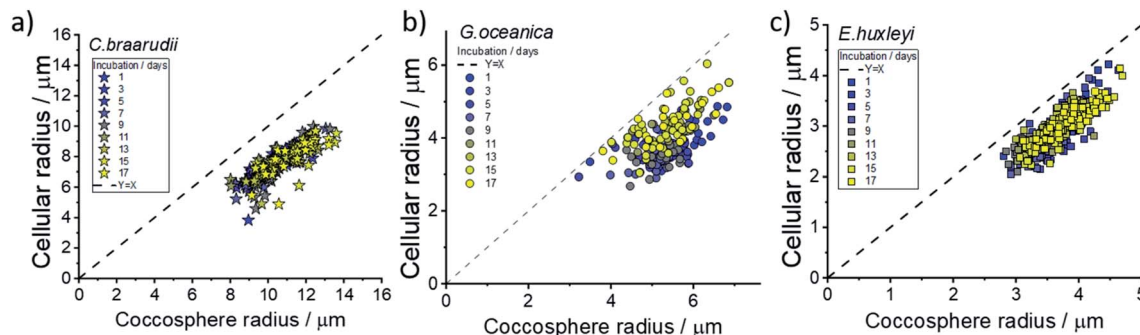 a)
C.braarudii
Incubation / days
1
3
5
7
9
11
13
15
17
Y=X
16
14
12
10
8
6
4
2
0
Cellular radius / μm
0 2 4 6 8 10 12 14 16
Coccosphere radius / μm
b)
G.oceanica
Incubation / days
Y=X
1
3
5
7
9
11
13
15
17
6
4
2
0
Cellular radius / μm
0 2 4 6
Coccosphere radius / μm
c)
E.huxleyi
Incubation / days
Y=X
1
3
5
7
9
11
13
15
17
5
4
3
2
1
0
Cellular radius / μm
0 1 2 3 4 5
Coccosphere radius / μm